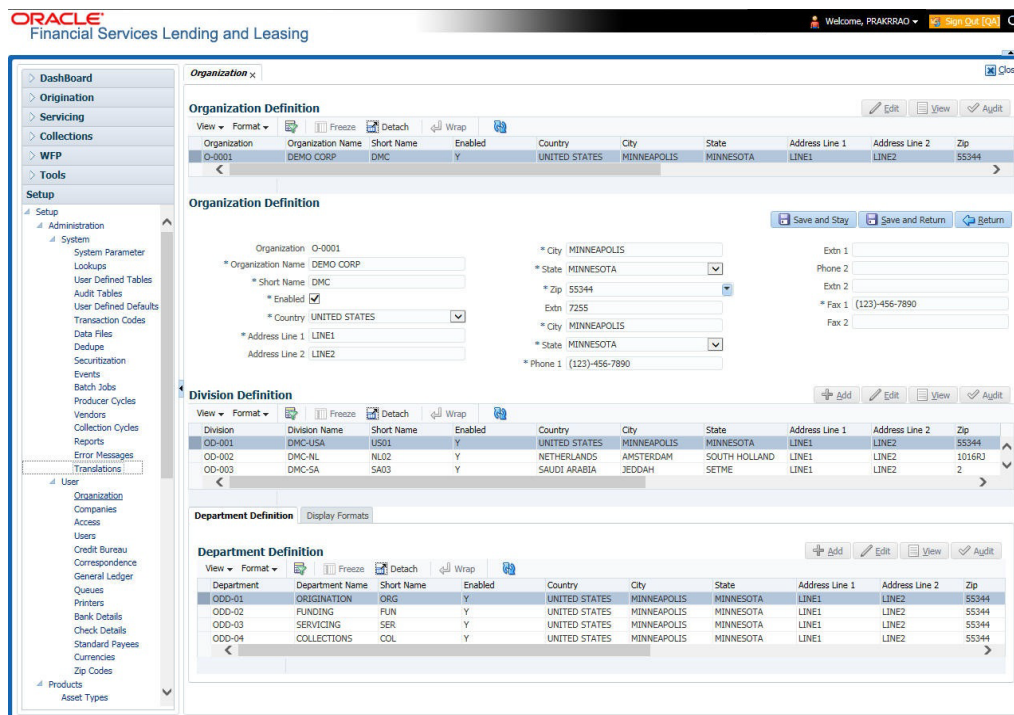 ORACLE
Financial Services Lending and Leasing
Welcome, PRAKRRAO
Sign Out [QA]
DashBoard
Origination
Servicing
Collections
WFP
Tools
Setup
Setup
Administration
System
System Parameter
Lookups
User Defined Tables
Audit Tables
User Defined Defaults
Transaction Codes
Data Files
Dedupe
Securitization
Events
Batch Jobs
Producer Cycles
Vendors
Collection Cycles
Reports
Error Messages
Translations
User
Organization
Companies
Access
Users
Credit Bureau
Correspondence
General Ledger
Queues
Printers
Bank Details
Check Details
Standard Payees
Currencies
Zip Codes
Products
Asset Types
Organization x
Clos
Organization Definition
Edit View Audit
View Format Freeze Detach Wrap
Organization Organization Name Short Name Enabled Country City State Address Line 1 Address Line 2 Zip
O-0001 DEMO CORP DMC Y UNITED STATES MINNEAPOLIS MINNESOTA LINE1 LINE2 55344
Organization Definition
Save and Stay Save and Return Return
Organization O-0001
* Organization Name DEMO CORP
* Short Name DMC
* Enabled
* Country UNITED STATES
* Address Line 1 LINE1
Address Line 2 LINE2
* City MINNEAPOLIS
* State MINNESOTA
* Zip 55344
Extn 7255
* City MINNEAPOLIS
* State MINNESOTA
* Phone 1 (123)-456-7890
Extn 1
Phone 2
Extn 2
* Fax 1 (123)-456-7890
Fax 2
Division Definition
Add Edit View Audit
View Format Freeze Detach Wrap
Division Division Name Short Name Enabled Country City State Address Line 1 Address Line 2 Zip
OD-001 DMC-USA US01 Y UNITED STATES MINNEAPOLIS MINNESOTA LINE1 LINE2 55344
OD-002 DMC-NL NL02 Y NETHERLANDS AMSTERDAM SOUTH HOLLAND LINE1 LINE2 1016RJ
OD-003 DMC-SA SA03 Y SAUDI ARABIA JEDDAH SETME LINE1 LINE2 2
Department Definition Display Formats
Department Definition
Add Edit View Audit
View Format Freeze Detach Wrap
Department Department Name Short Name Enabled Country City State Address Line 1 Address Line 2 Zip
ODD-01 ORIGINATION ORG Y UNITED STATES MINNEAPOLIS MINNESOTA LINE1 LINE2 55344
ODD-02 FUNDING FUN Y UNITED STATES MINNEAPOLIS MINNESOTA LINE1 LINE2 55344
ODD-03 SERVICING SER Y UNITED STATES MINNEAPOLIS MINNESOTA LINE1 LINE2 55344
ODD-04 COLLECTIONS COL Y UNITED STATES MINNEAPOLIS MINNESOTA LINE1 LINE2 55344